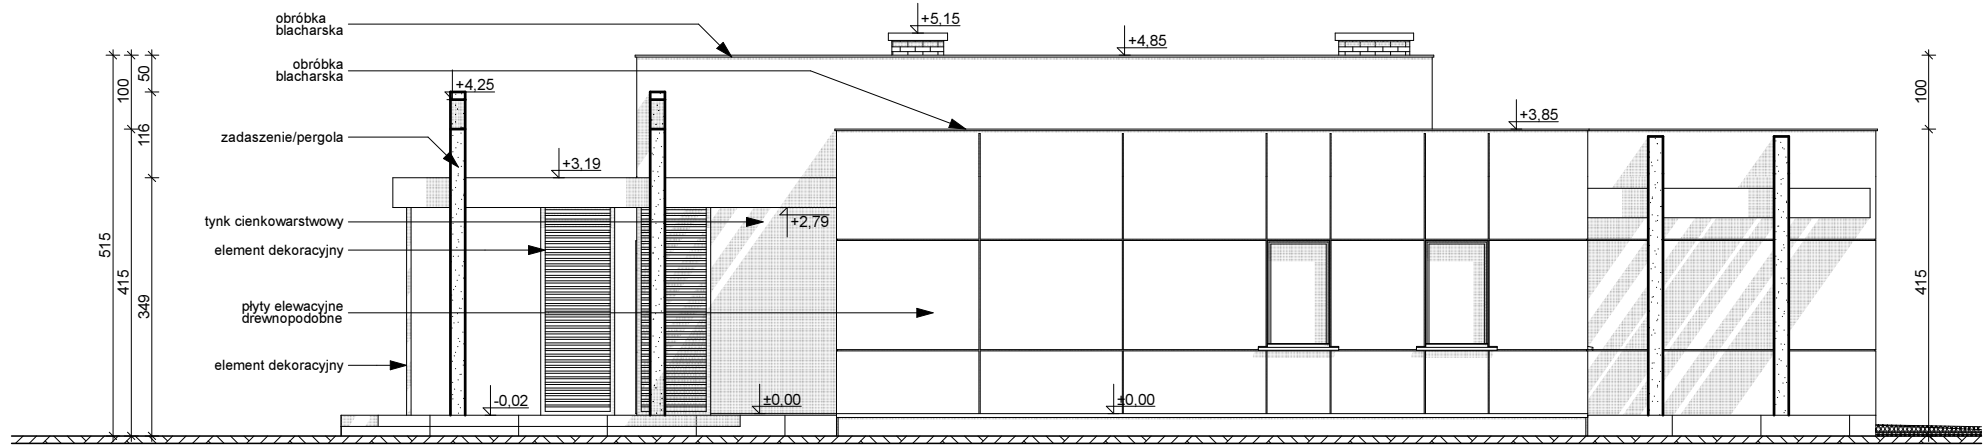 obróbka
blacharska
+5,15
+4,85
obróbka
blacharska
50
100
100
+4,25
+3,85
zadaszenie/pergola
116
+3,19
tynk cienkowarstwowy
+2,79
element dekoracyjny
515
415
349
415
płyty elewacyjne
drewnopodobne
element dekoracyjny
-0,02
±0,00
±0,00